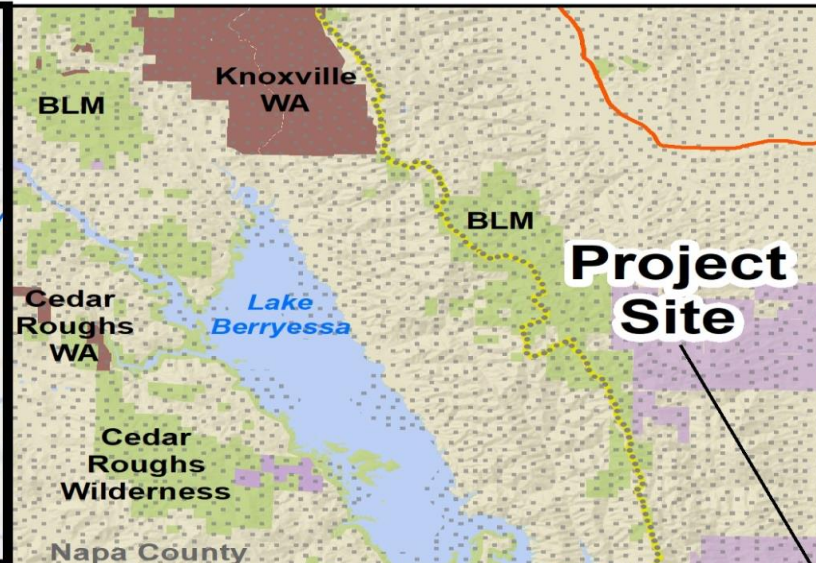 Knoxville
WA
BLM
BLM
Project
Site
Cedar
Roughs
WA
Lake
Berryessa
Cedar
Roughs
Wilderness
Napa County